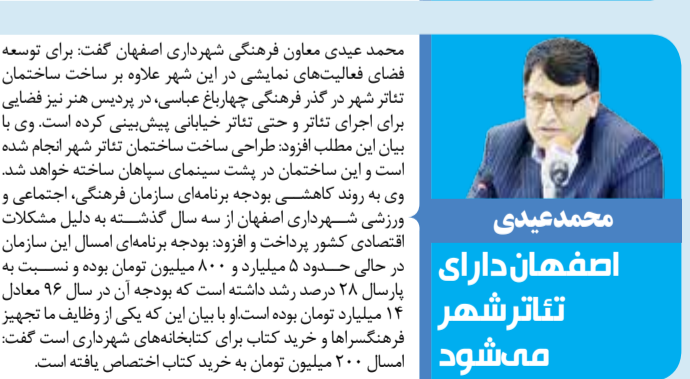 محمدعیدی
اصفهان دارای
تئاتر شهر
می‌شود
محمد عیدی معاون فرهنگی شهرداری اصفهان گفت: برای توسعه
فضای فعالیت‌های نمایشی در این شهر علاوه بر ساخت ساختمان
تئاتر شهر در گذر فرهنگی چهارباغ عباسی، در پردیس هنر نیز فضایی
برای اجرای تئاتر و حتی تئاتر خیابانی پیش‌بینی کرده است. وی با
بیان این مطلب افزود: طراحی ساخت ساختمان تئاتر شهر انجام شده
است و این ساختمان در پشت سینمای سپاهان ساخته خواهد شد.
وی به روند کاهشی بودجه برنامه‌ای سازمان فرهنگی، اجتماعی و
ورزشی شهرداری اصفهان از سه سال گذشته به دلیل مشکلات
اقتصادی کشور پرداخت و افزود: بودجه برنامه‌ای امسال این سازمان
در حالی حدود ۵ میلیارد و ۸۰۰ میلیون تومان بوده و نسبت به
پارسال ۲۸ درصد رشد داشته است که بودجه آن در سال ۹۶ معادل
۱۴ میلیارد تومان بوده است.او با بیان این که یکی از وظایف ما تجهیز
فرهنگسراها و خرید کتاب برای کتابخانه‌های شهرداری است گفت:
امسال ۲۰۰ میلیون تومان به خرید کتاب اختصاص یافته است.